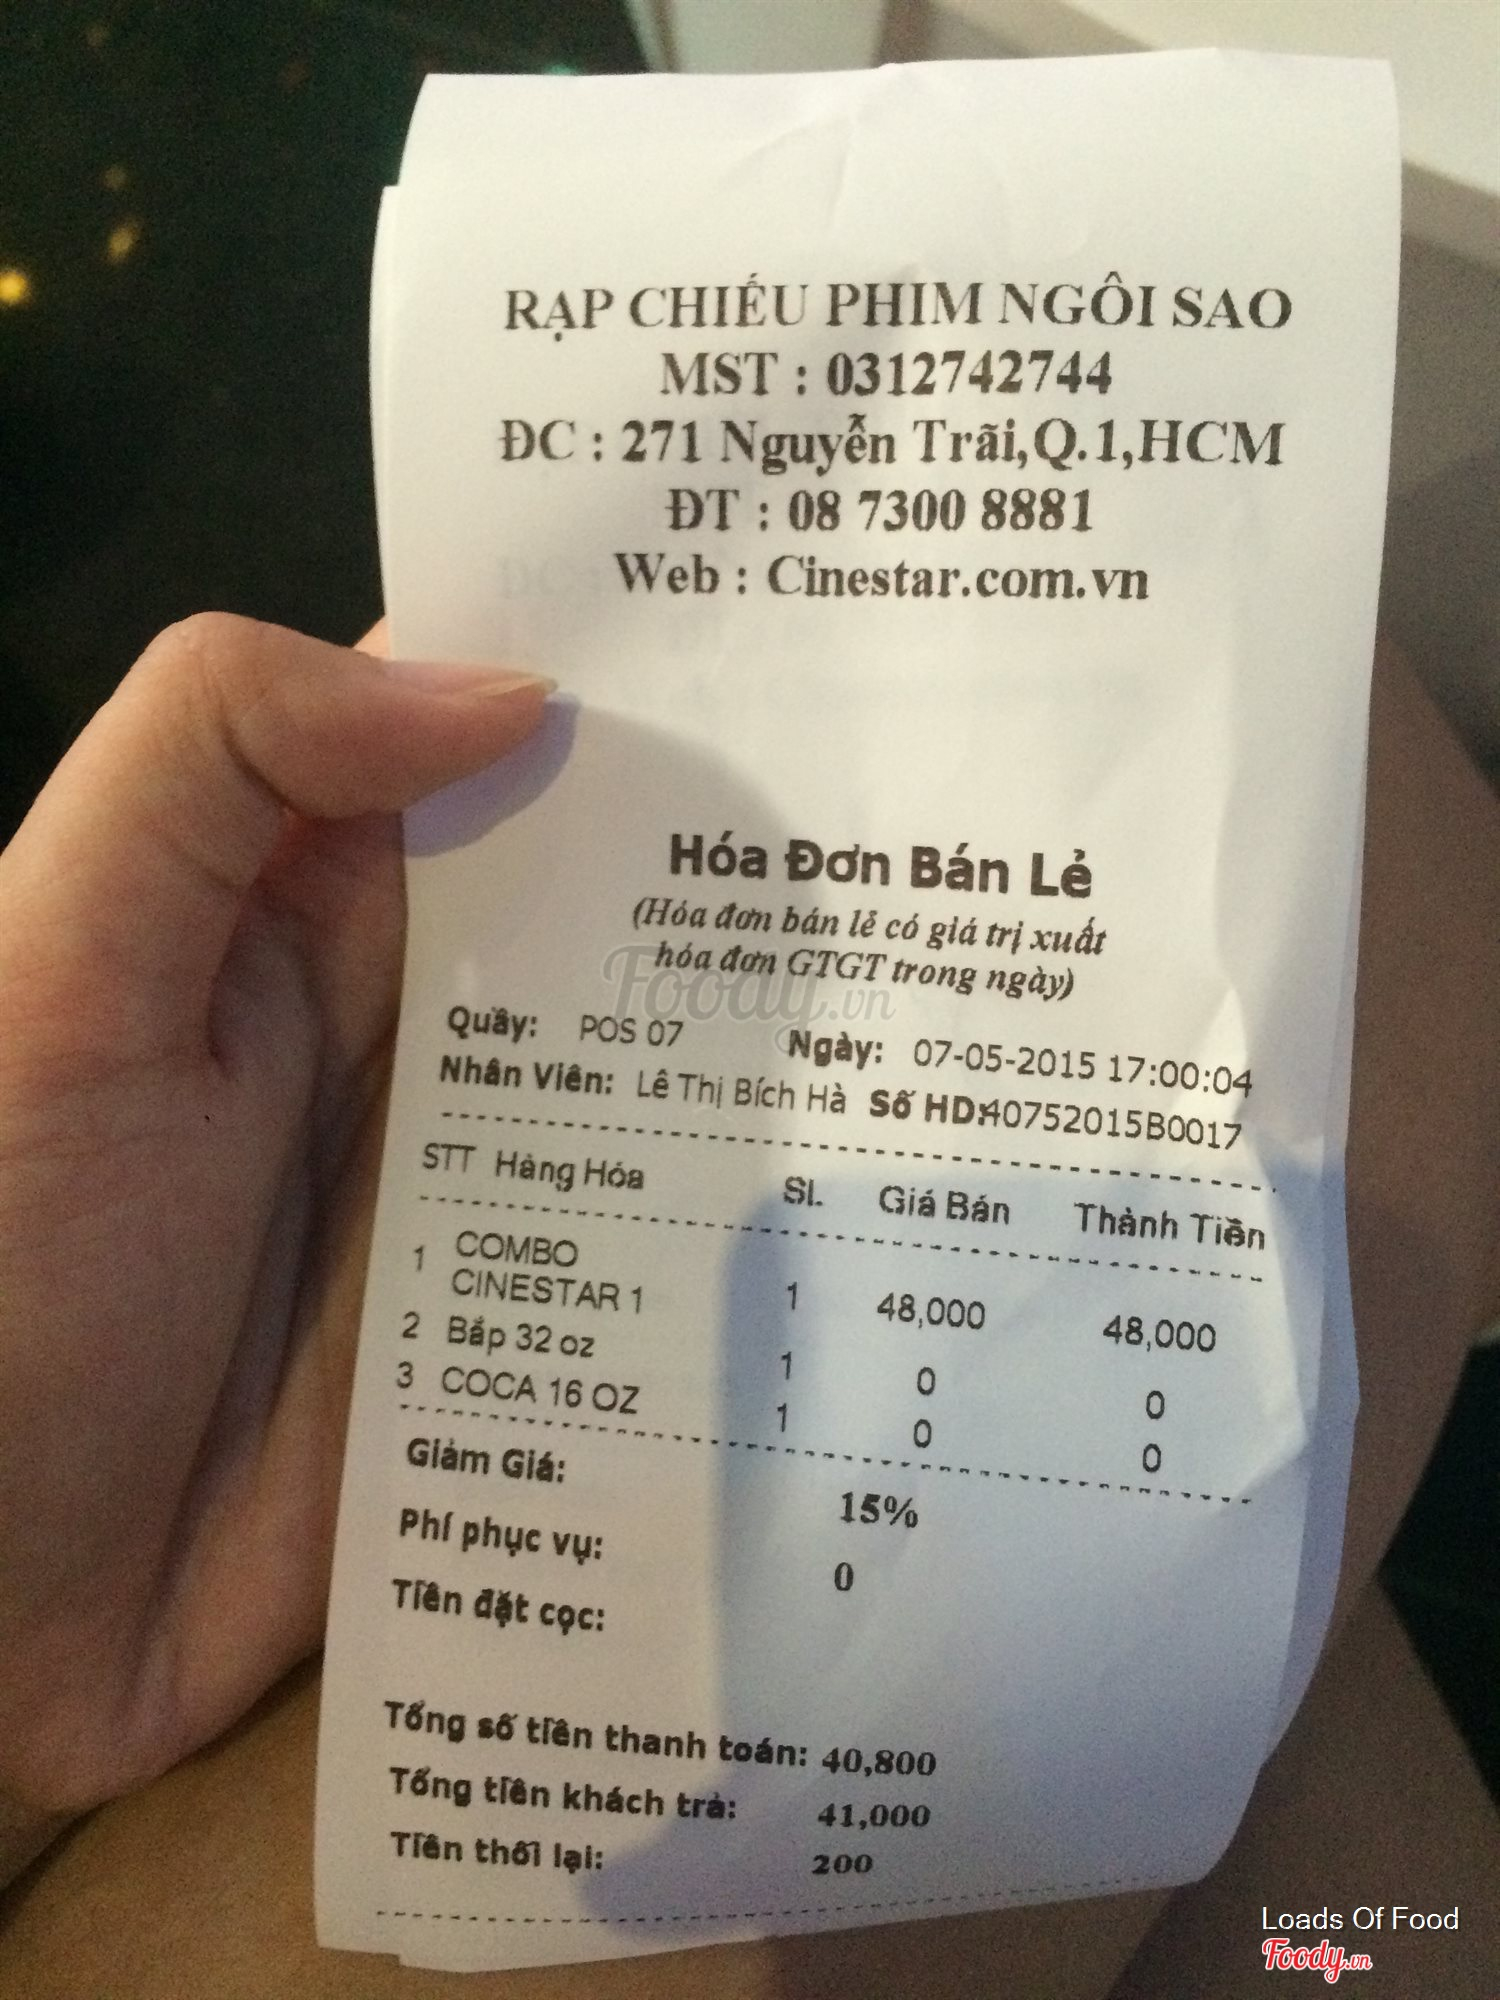 RẠP CHIẾU PHIM NGÔI SAO
MST : 0312742744
ĐC : 271 Nguyễn Trãi,Q.1,HCM
ĐT : 08 7300 8881
Web : Cinestar.com.vn
Hóa Đơn Bán Lẻ
(Hóa đơn bán lẻ có giá trị xuất
hóa đơn GTGT trong ngày)
Foody.vn
Quầy: POS 07 Ngày: 07-05-2015 17:00:04
Nhân Viên: Lê Thị Bích Hà Số HD:40752015B0017
STT Hàng Hóa Sl. Giá Bán Thành Tiền
1 COMBO
CINESTAR 1 1 48,000 48,000
2 Bắp 32 oz 1 0 0
3 COCA 16 OZ 1 0 0
Giảm Giá: 15%
Phí phục vụ: 0
Tiền đặt cọc:
Tổng số tiền thanh toán: 40,800
Tổng tiền khách trả: 41,000
Tiền thối lại: 200
Loads Of Food
Foody.vn